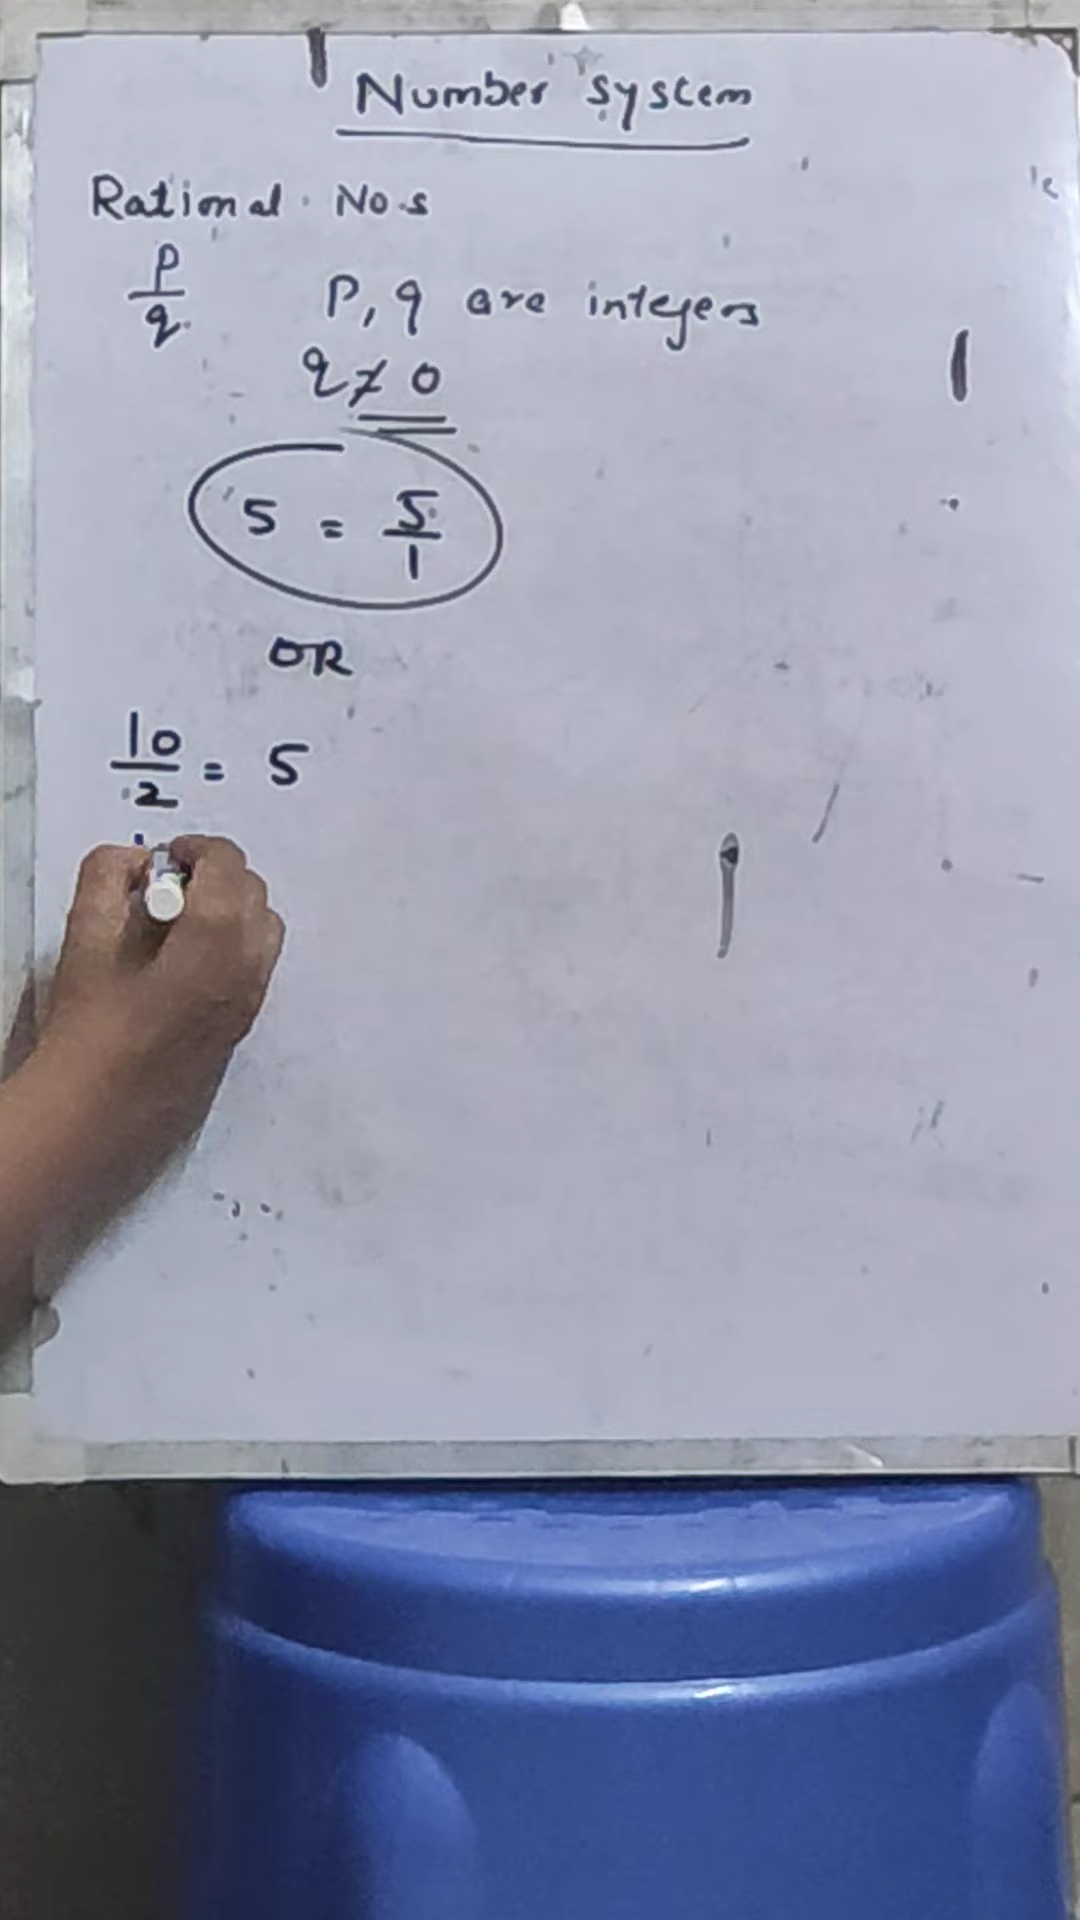 Number System
Rational No.s
P/q P, q are integers
q ≠ 0
5 = 5/1
OR
10/2 = 5